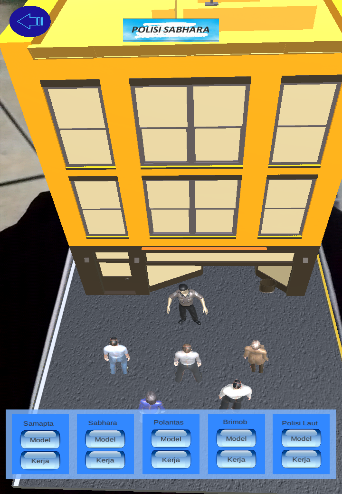 POLISI SABHARA
Samapta Sabhara Polantas Brimob Polisi Laut
Model Model Model Model Model
Kerja Kerja Kerja Kerja Kerja